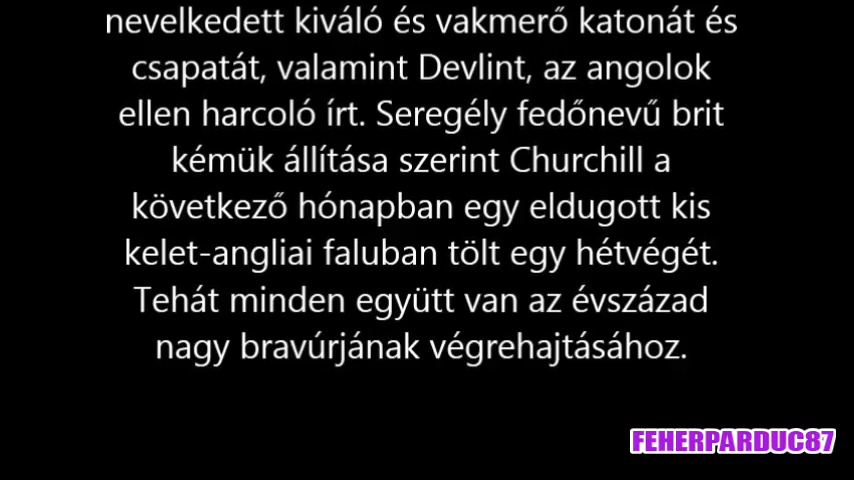 nevelkedett kiváló és vakmerő katonát és
csapatát, valamint Devlint, az angolok
ellen harcoló írt. Seregély fedőnevű brit
kémük állítása szerint Churchill a
következő hónapban egy eldugott kis
kelet-angliai faluban tölt egy hétvégét.
Tehát minden együtt van az évszázad
nagy bravúrjának végrehajtásához.
FEHERPARDUC87